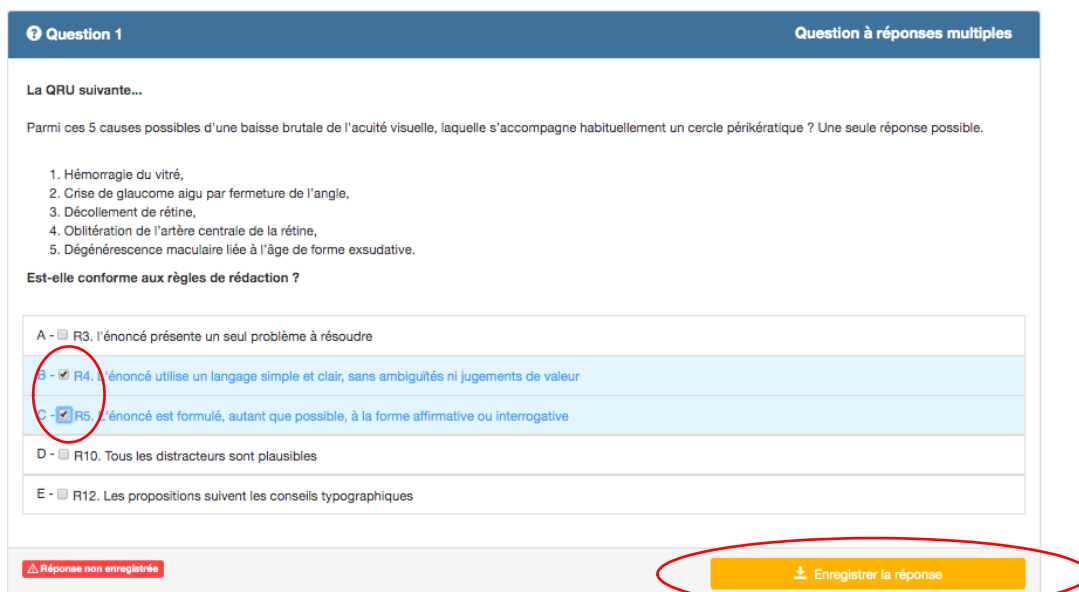 Question 1
Question à réponses multiples
La QRU suivante...
Parmi ces 5 causes possibles d'une baisse brutale de l'acuité visuelle, laquelle s'accompagne habituellement un cercle périkératique ? Une seule réponse possible.
1. Hémorragie du vitré,
2. Crise de glaucome aigu par fermeture de l'angle,
3. Décollement de rétine,
4. Oblitération de l'artère centrale de la rétine,
5. Dégénérescence maculaire liée à l'âge de forme exsudative.
Est-elle conforme aux règles de rédaction ?
A - R3. l'énoncé présente un seul problème à résoudre
B - R4. L'énoncé utilise un langage simple et clair, sans ambiguïtés ni jugements de valeur
C - R5. L'énoncé est formulé, autant que possible, à la forme affirmative ou interrogative
D - R10. Tous les distracteurs sont plausibles
E - R12. Les propositions suivent les conseils typographiques
Réponse non enregistrée
Enregistrer la réponse